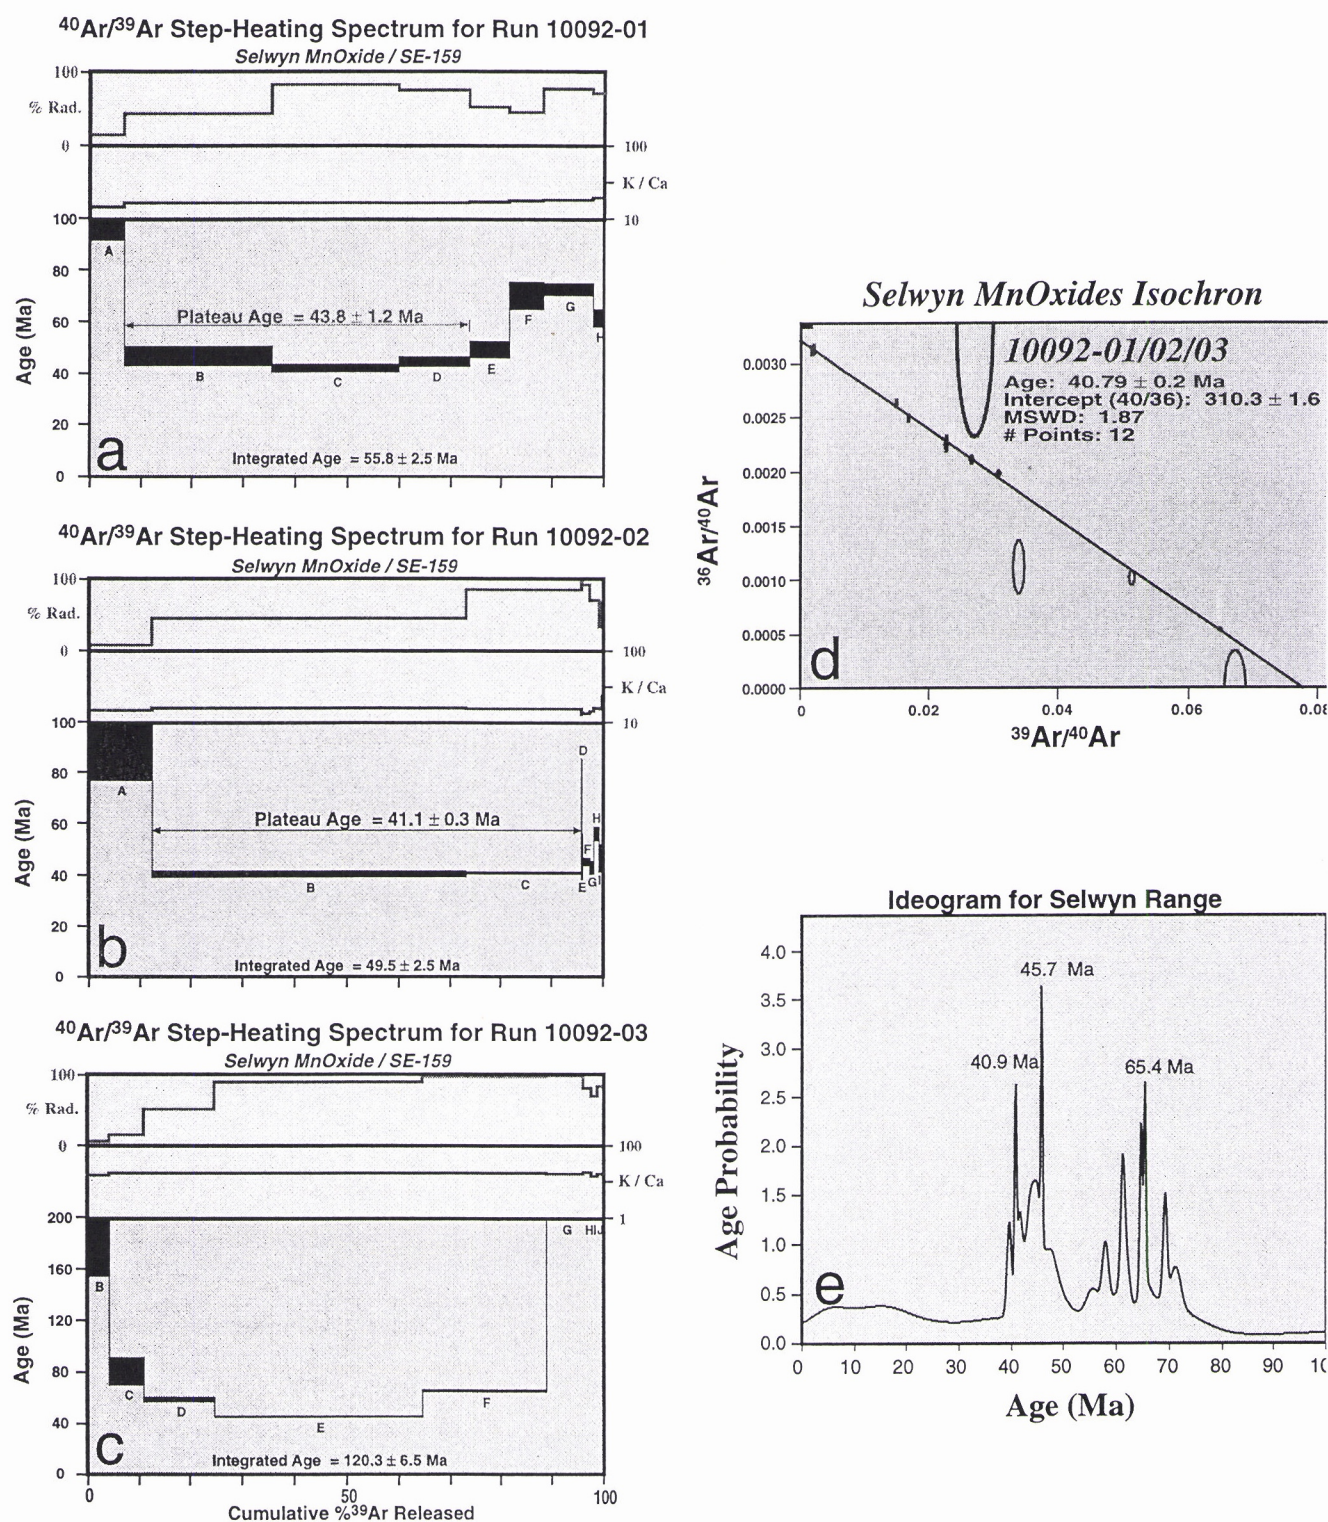 ⁴⁰Ar/³⁹Ar Step-Heating Spectrum for Run 10092-01
Selwyn MnOxide / SE-159
100
% Rad.
0
100
K / Ca
10
100
80
60
40
20
0
Age (Ma)
A
Plateau Age = 43.8 ± 1.2 Ma
B
C
D
E
F
G
H
a
Integrated Age = 55.8 ± 2.5 Ma
⁴⁰Ar/³⁹Ar Step-Heating Spectrum for Run 10092-02
Selwyn MnOxide / SE-159
100
% Rad.
0
100
K / Ca
10
100
80
60
40
20
0
Age (Ma)
A
Plateau Age = 41.1 ± 0.3 Ma
B
C
D
E
F
G
H
I
b
Integrated Age = 49.5 ± 2.5 Ma
⁴⁰Ar/³⁹Ar Step-Heating Spectrum for Run 10092-03
Selwyn MnOxide / SE-159
100
% Rad.
0
100
K / Ca
1
200
160
120
80
40
0
Age (Ma)
B
C
D
E
F
G
H I J
c
Integrated Age = 120.3 ± 6.5 Ma
0 50 100
Cumulative %³⁹Ar Released
Selwyn MnOxides Isochron
10092-01/02/03
Age: 40.79 ± 0.2 Ma
Intercept (40/36): 310.3 ± 1.6
MSWD: 1.87
# Points: 12
0.0030
0.0025
0.0020
0.0015
0.0010
0.0005
0.0000
³⁶Ar/⁴⁰Ar
d
0 0.02 0.04 0.06 0.08
³⁹Ar/⁴⁰Ar
Ideogram for Selwyn Range
4.0
3.5
3.0
2.5
2.0
1.5
1.0
0.5
0.0
Age Probability
45.7 Ma
40.9 Ma
65.4 Ma
e
0 10 20 30 40 50 60 70 80 90
Age (Ma)